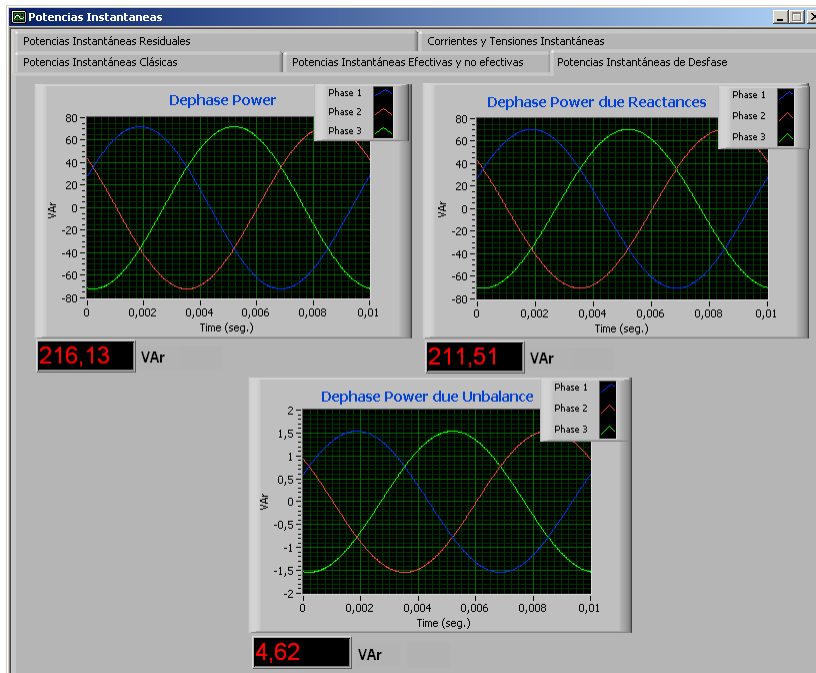 Potencias Instantaneas
Potencias Instantáneas Residuales
Corrientes y Tensiones Instantáneas
Potencias Instantáneas Clásicas
Potencias Instantáneas Efectivas y no efectivas
Potencias Instantáneas de Desfase
Dephase Power
Phase 1
Phase 2
Phase 3
80
60
40
20
0
-20
-40
-60
-80
VAr
0
0,002
0,004
0,006
0,008
0,01
Time (seg.)
216,13 VAr
Dephase Power due Reactances
Phase 1
Phase 2
Phase 3
80
60
40
20
0
-20
-40
-60
-80
VAr
0
0,002
0,004
0,006
0,008
0,01
Time (seg.)
211,51 VAr
Dephase Power due Unbalance
Phase 1
Phase 2
Phase 3
2
1,5
1
0,5
0
-0,5
-1
-1,5
-2
VAr
0
0,002
0,004
0,006
0,008
0,01
Time (seg.)
4,62 VAr